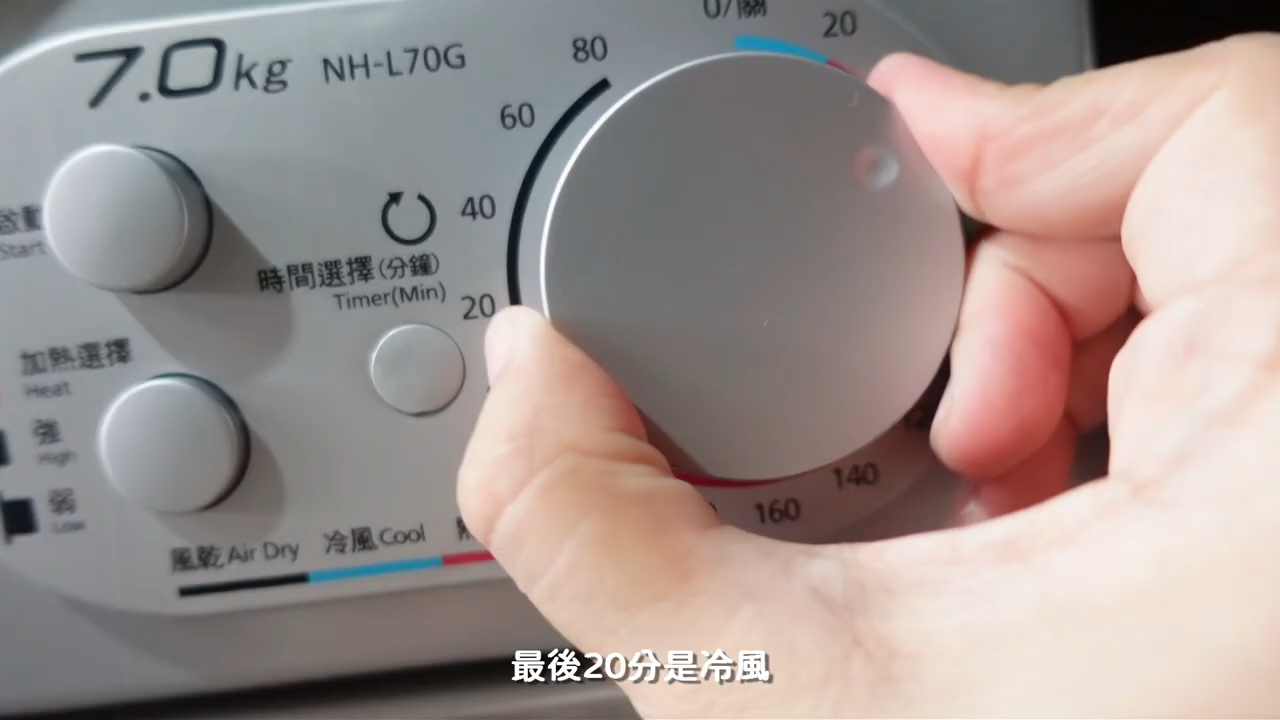 7.0kg NH-L70G
0/關
20
80
60
40
20
啟動
Start
時間選擇(分鐘)
Timer(Min)
加熱選擇
Heat
強
High
弱
Low
140
160
風乾 Air Dry
冷風 Cool
最後20分是冷風